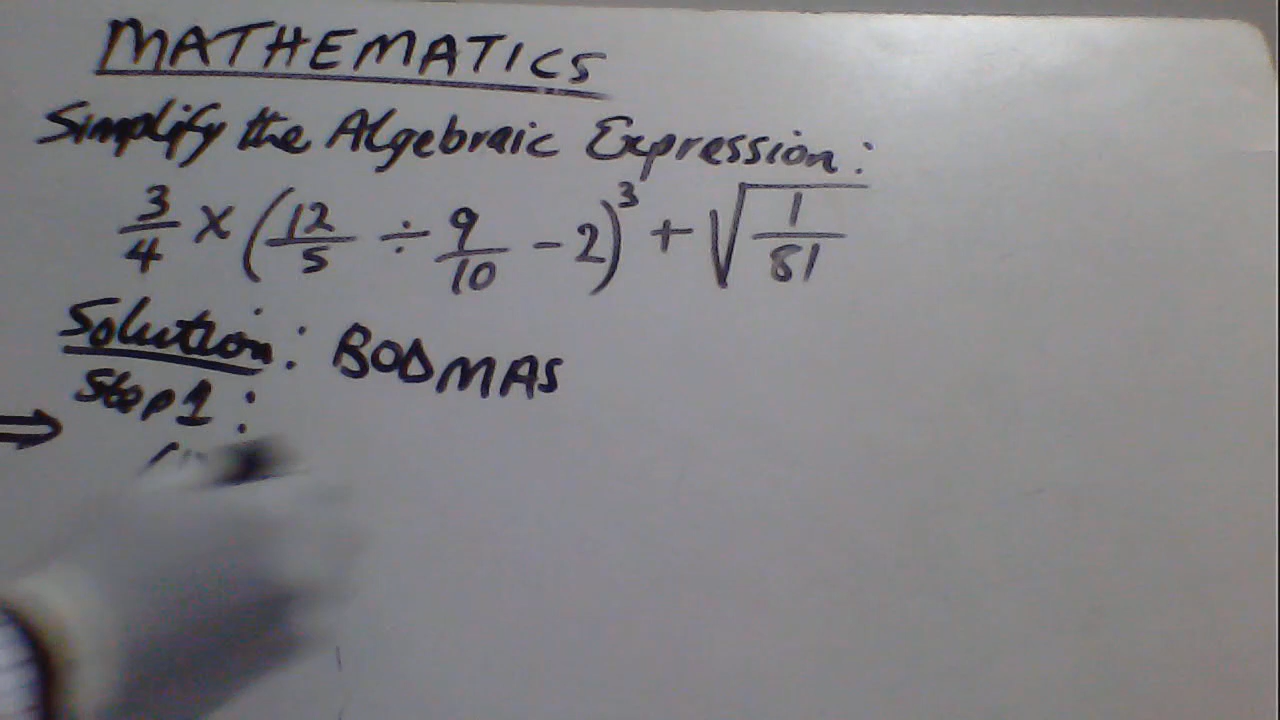 MATHEMATICS
Simplify the Algebraic Expression:
3/4 × (12/5 ÷ 9/10 − 2)³ + √(1/81)
Solution: BODMAS
Step 1:
⇒